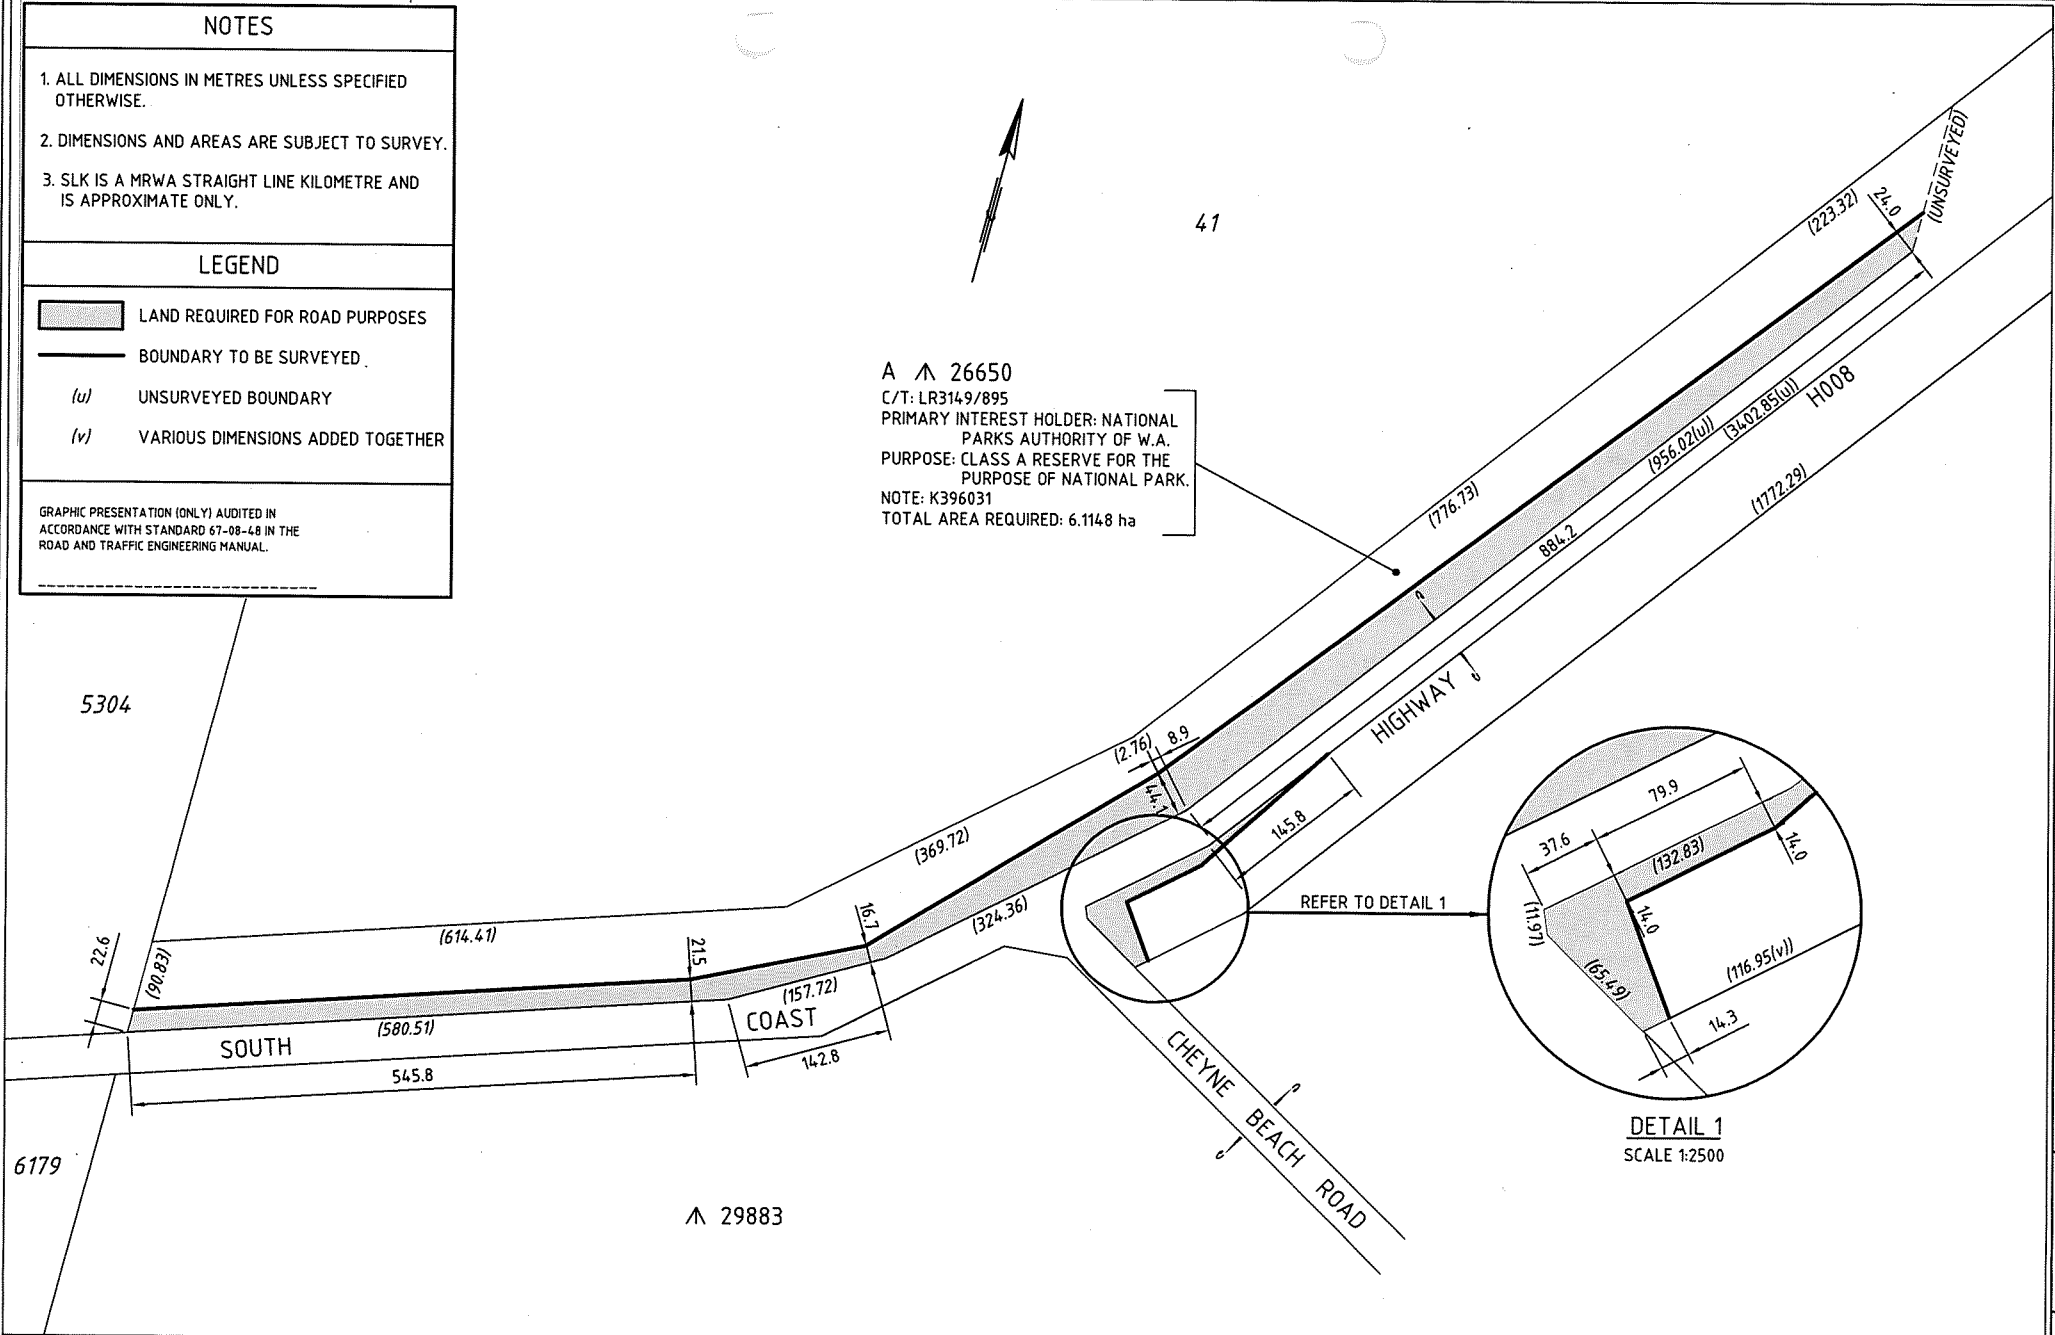 NOTES
1. ALL DIMENSIONS IN METRES UNLESS SPECIFIED
OTHERWISE.
2. DIMENSIONS AND AREAS ARE SUBJECT TO SURVEY.
3. SLK IS A MRWA STRAIGHT LINE KILOMETRE AND
IS APPROXIMATE ONLY.
LEGEND
LAND REQUIRED FOR ROAD PURPOSES
BOUNDARY TO BE SURVEYED
(u) UNSURVEYED BOUNDARY
(v) VARIOUS DIMENSIONS ADDED TOGETHER
GRAPHIC PRESENTATION (ONLY) AUDITED IN
ACCORDANCE WITH STANDARD 67-08-48 IN THE
ROAD AND TRAFFIC ENGINEERING MANUAL.
41
(UNSURVEYED)
(223.32)
24.0
A 26650
C/T: LR3149/895
PRIMARY INTEREST HOLDER: NATIONAL
PARKS AUTHORITY OF W.A.
PURPOSE: CLASS A RESERVE FOR THE
PURPOSE OF NATIONAL PARK.
NOTE: K396031
TOTAL AREA REQUIRED: 6.1148 ha
H008
(3402.85(u))
(956.02(u))
(776.73)
(1772.29)
884.2
5304
HIGHWAY
(2.76)
8.9
44.1
145.8
(369.72)
(324.36)
REFER TO DETAIL 1
16.7
(614.41)
21.5
22.6
(90.83)
(157.72)
(580.51)
COAST
SOUTH
142.8
545.8
CHEYNE BEACH ROAD
6179
29883
79.9
37.6
(132.83)
14.0
(11.97)
14.0
(65.49)
(116.95(v))
14.3
DETAIL 1
SCALE 1:2500